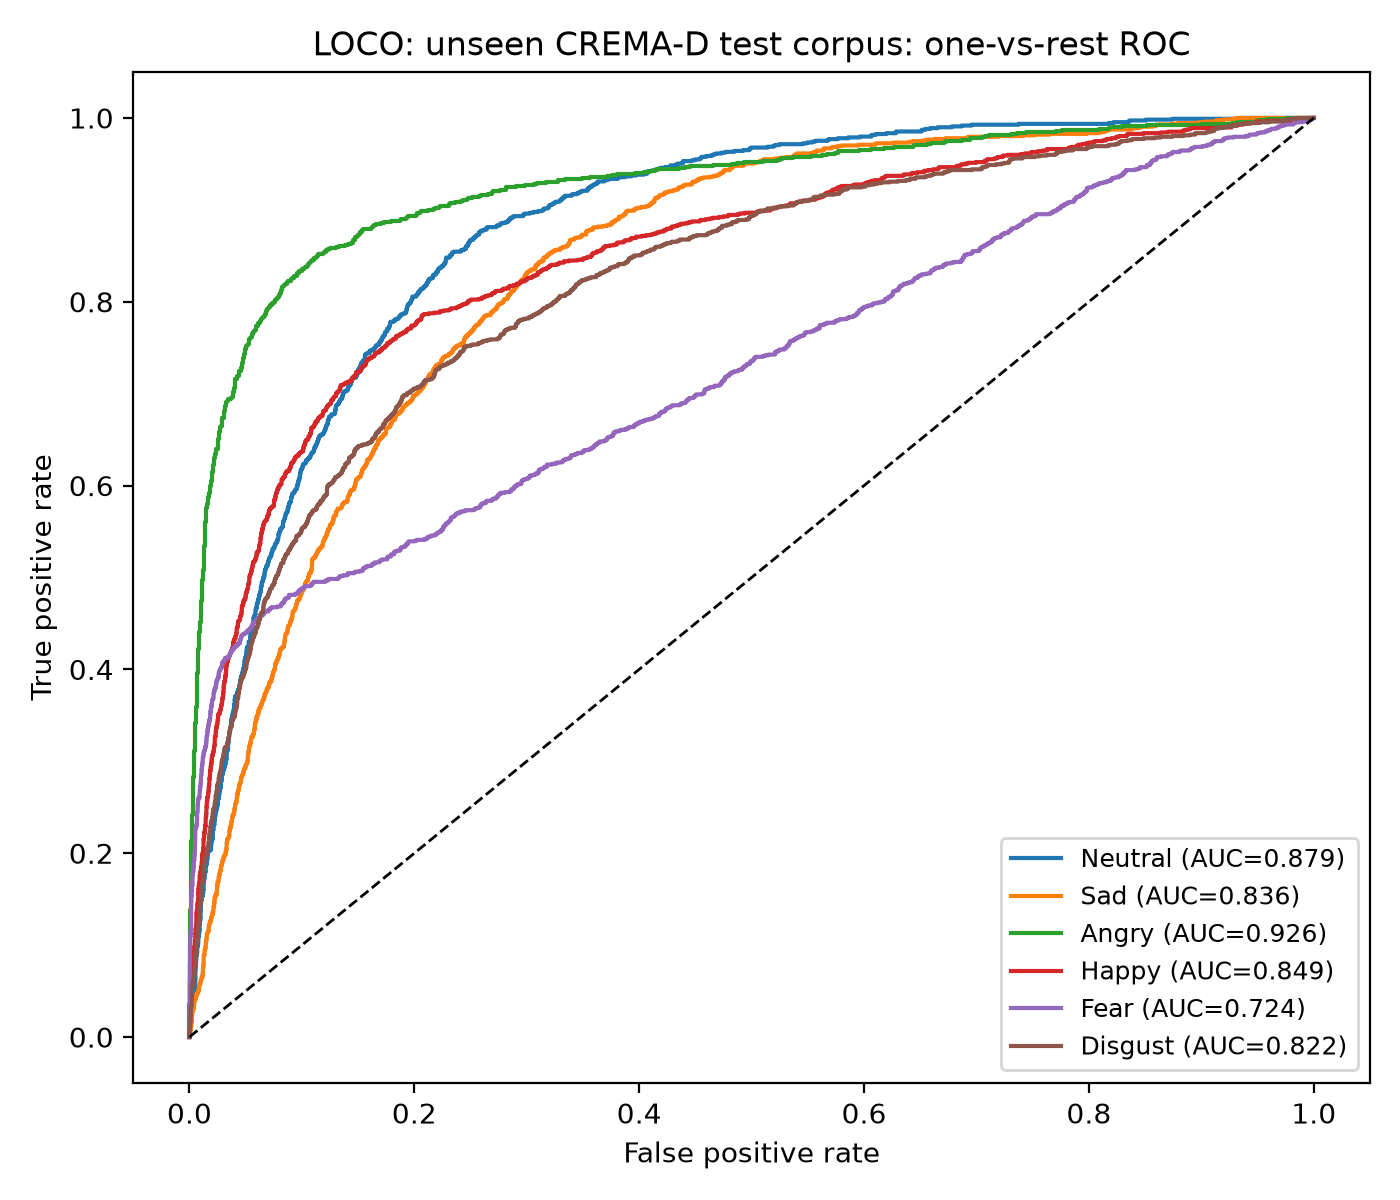 LOCO: unseen CREMA-D test corpus: one-vs-rest ROC
True positive rate
1.0
0.8
0.6
0.4
0.2
0.0
Neutral (AUC=0.879)
Sad (AUC=0.836)
Angry (AUC=0.926)
Happy (AUC=0.849)
Fear (AUC=0.724)
Disgust (AUC=0.822)
0.0 0.2 0.4 0.6 0.8 1.0
False positive rate